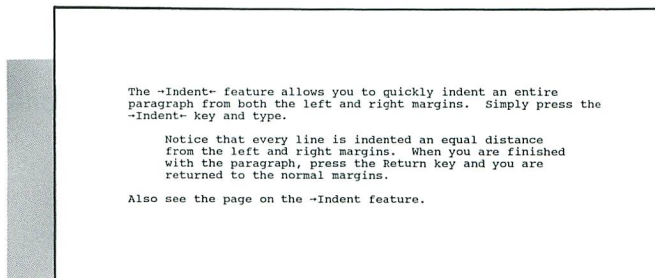 The →Indent← feature allows you to quickly indent an entire
paragraph from both the left and right margins.  Simply press the
→Indent← key and type.
Notice that every line is indented an equal distance
from the left and right margins.  When you are finished
with the paragraph, press the Return key and you are
returned to the normal margins.
Also see the page on the →Indent feature.